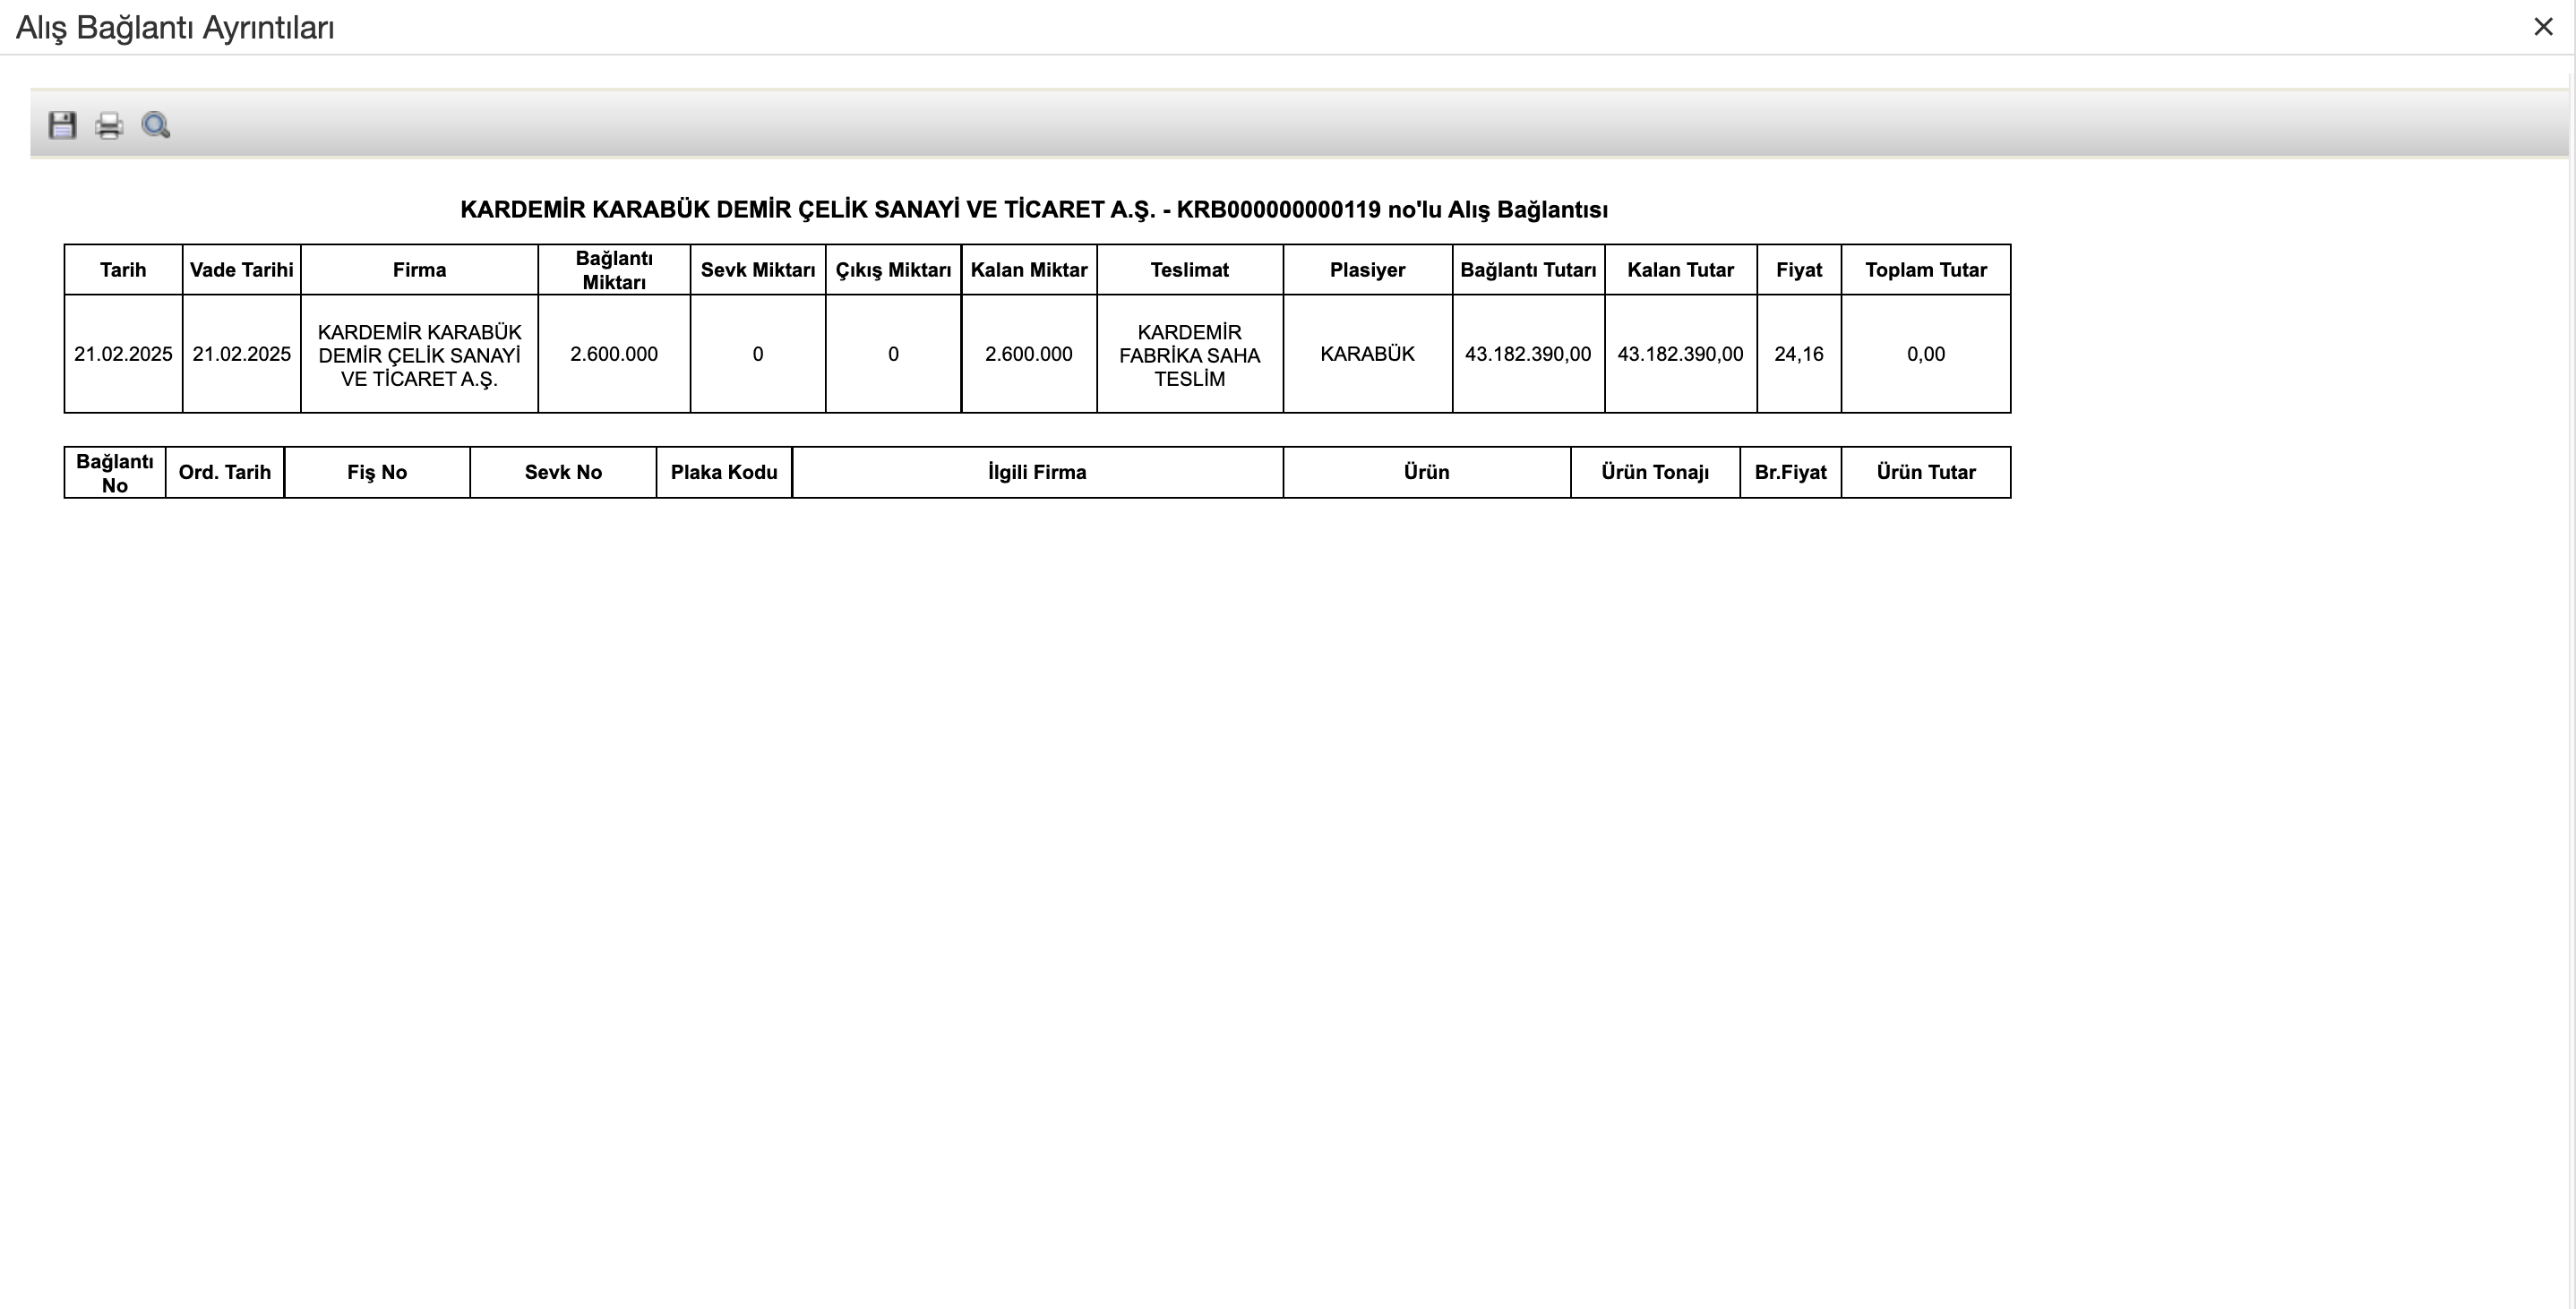 Alış Bağlantı Ayrıntıları
KARDEMİR KARABÜK DEMİR ÇELİK SANAYİ VE TİCARET A.Ş. - KRB000000000119 no'lu Alış Bağlantısı
Tarih Vade Tarihi Firma Bağlantı Miktarı Sevk Miktarı Çıkış Miktarı Kalan Miktar Teslimat Plasiyer Bağlantı Tutarı Kalan Tutar Fiyat Toplam Tutar
21.02.2025 21.02.2025 KARDEMİR KARABÜK DEMİR ÇELİK SANAYİ VE TİCARET A.Ş. 2.600.000 0 0 2.600.000 KARDEMİR FABRİKA SAHA TESLİM KARABÜK 43.182.390,00 43.182.390,00 24,16 0,00
Bağlantı No Ord. Tarih Fiş No Sevk No Plaka Kodu İlgili Firma Ürün Ürün Tonajı Br.Fiyat Ürün Tutar